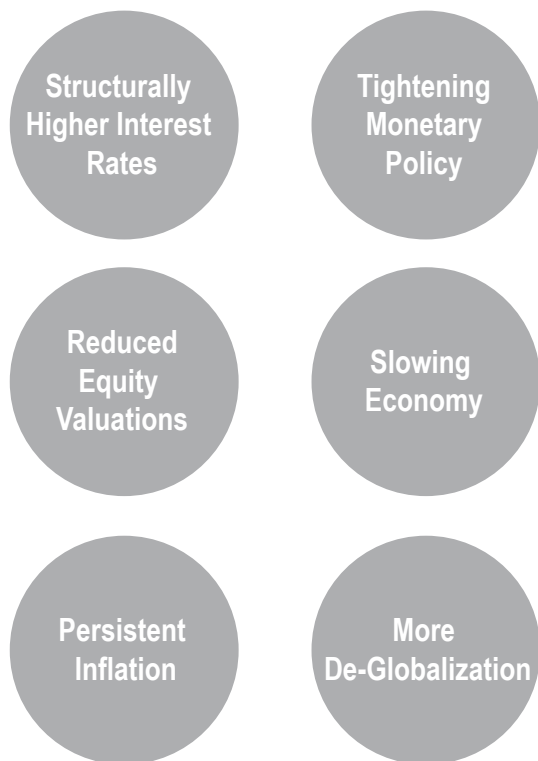 Structurally
Higher Interest
Rates
Tightening
Monetary
Policy
Reduced
Equity
Valuations
Slowing
Economy
Persistent
Inflation
More
De-Globalization